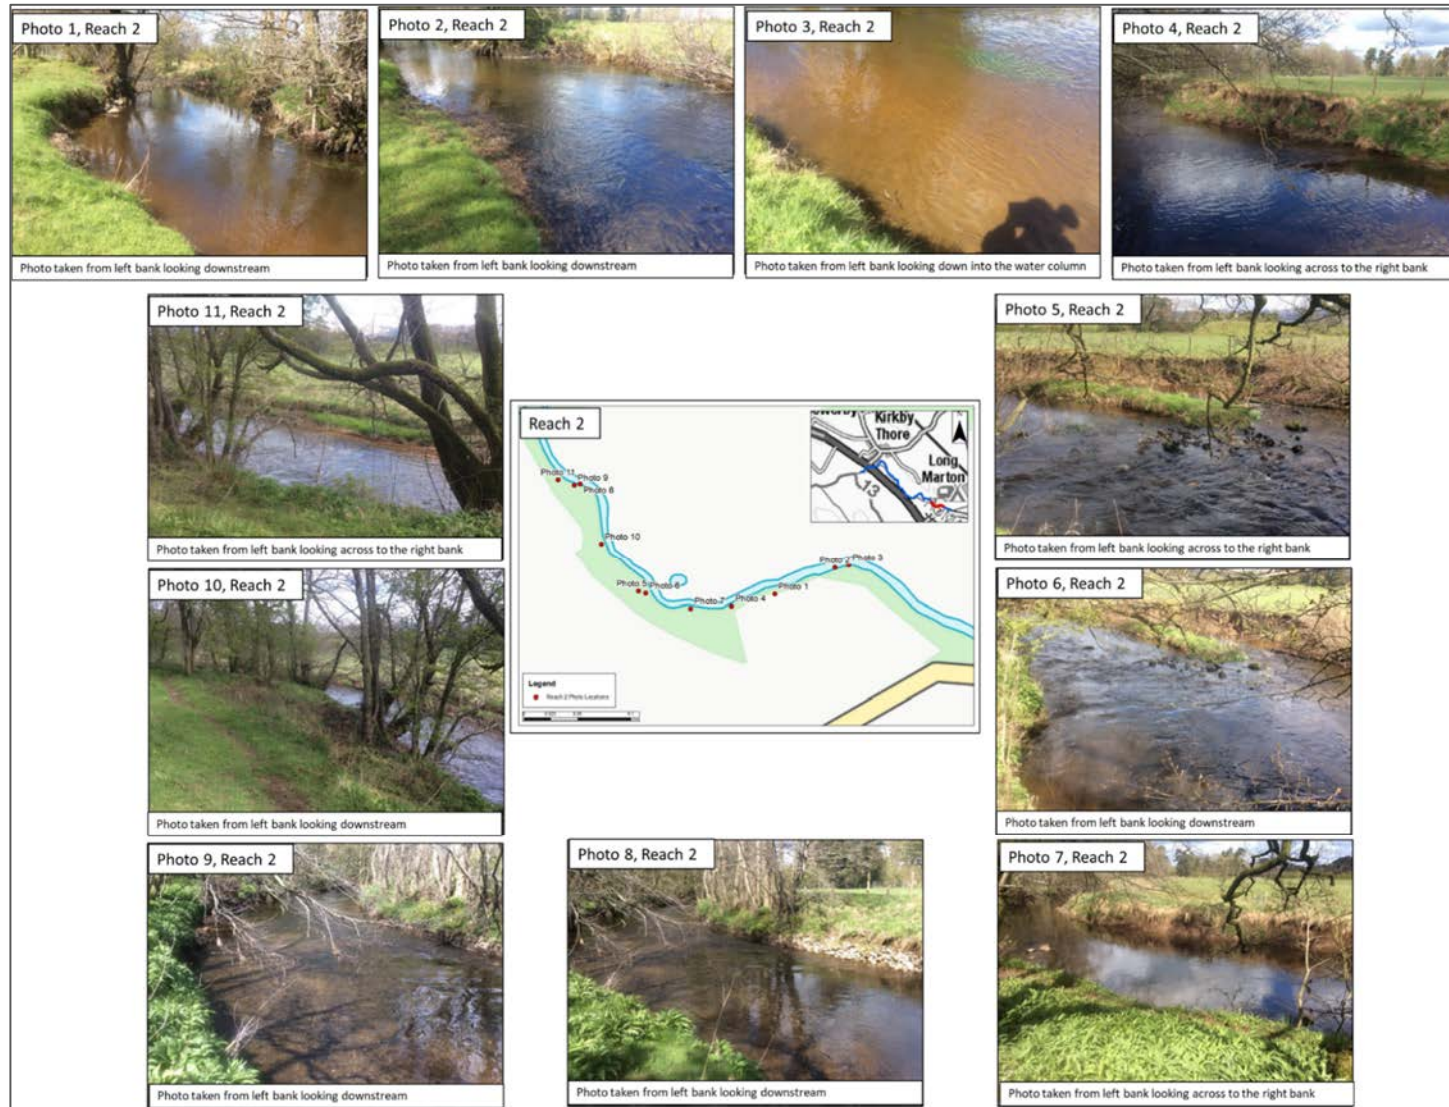 Photo 1, Reach 2
Photo taken from left bank looking downstream
Photo 2, Reach 2
Photo taken from left bank looking downstream
Photo 3, Reach 2
Photo taken from left bank looking down into the water column
Photo 4, Reach 2
Photo taken from left bank looking across to the right bank
Photo 11, Reach 2
Photo taken from left bank looking across to the right bank
Photo 5, Reach 2
Photo taken from left bank looking across to the right bank
Reach 2
Kirkby
Thore
Long
Marton
13
Photo 11
Photo 9
Photo 8
Photo 10
Photo 2
Photo 3
Photo 5
Photo 6
Photo 1
Photo 7
Photo 4
Legend
Reach 2 Photo Locations
Photo 10, Reach 2
Photo taken from left bank looking downstream
Photo 6, Reach 2
Photo taken from left bank looking downstream
Photo 9, Reach 2
Photo taken from left bank looking downstream
Photo 8, Reach 2
Photo taken from left bank looking downstream
Photo 7, Reach 2
Photo taken from left bank looking across to the right bank